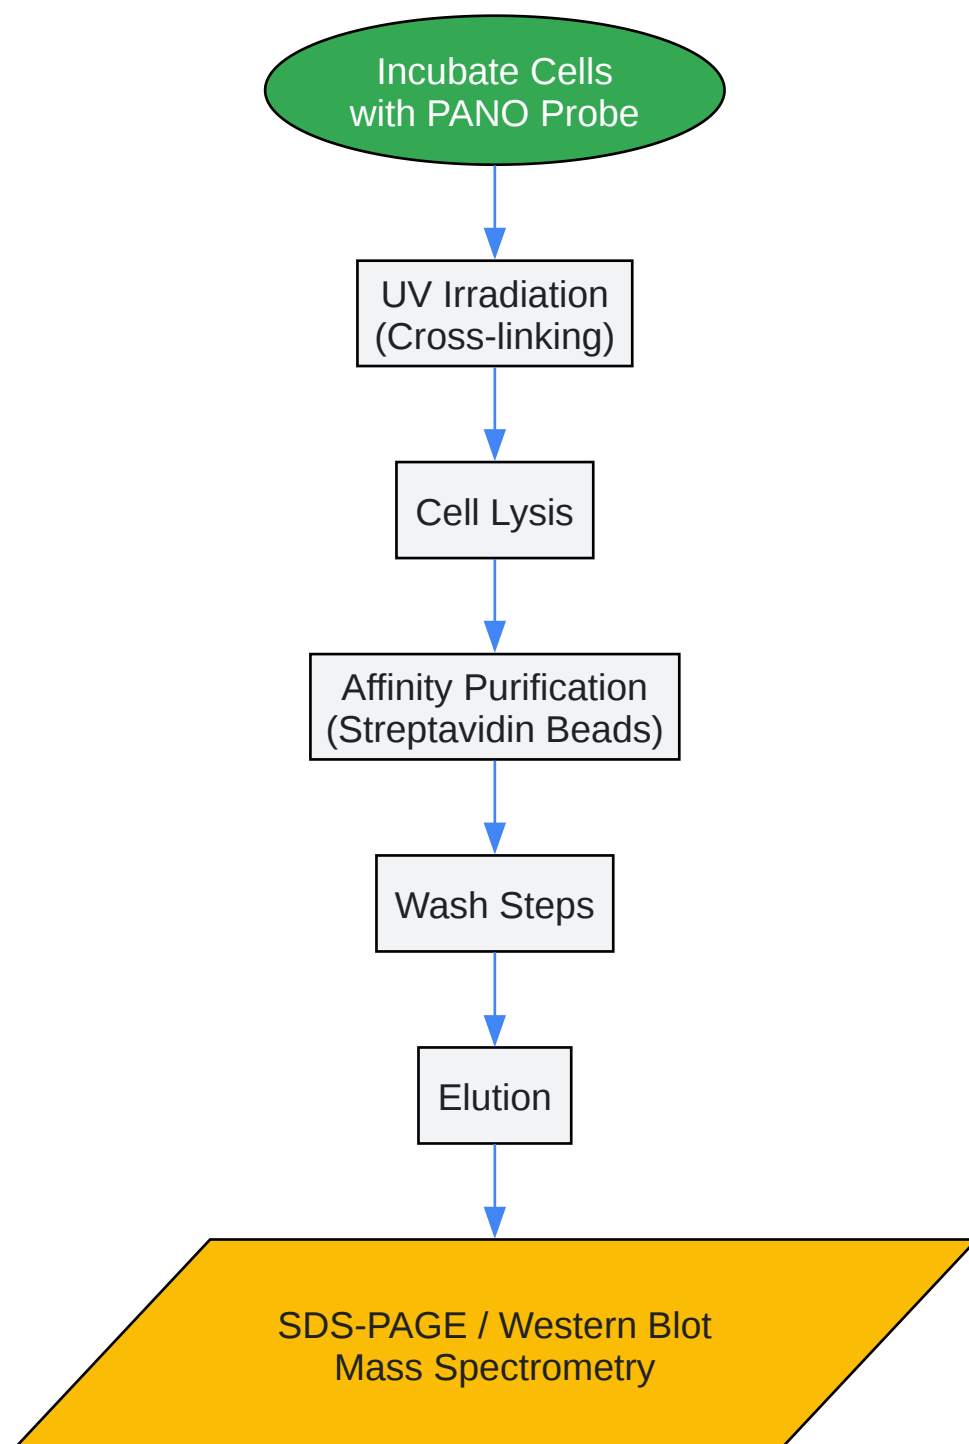 Incubate Cells
with PANO Probe
UV Irradiation
(Cross-linking)
Cell Lysis
Affinity Purification
(Streptavidin Beads)
Wash Steps
Elution
SDS-PAGE / Western Blot
Mass Spectrometry